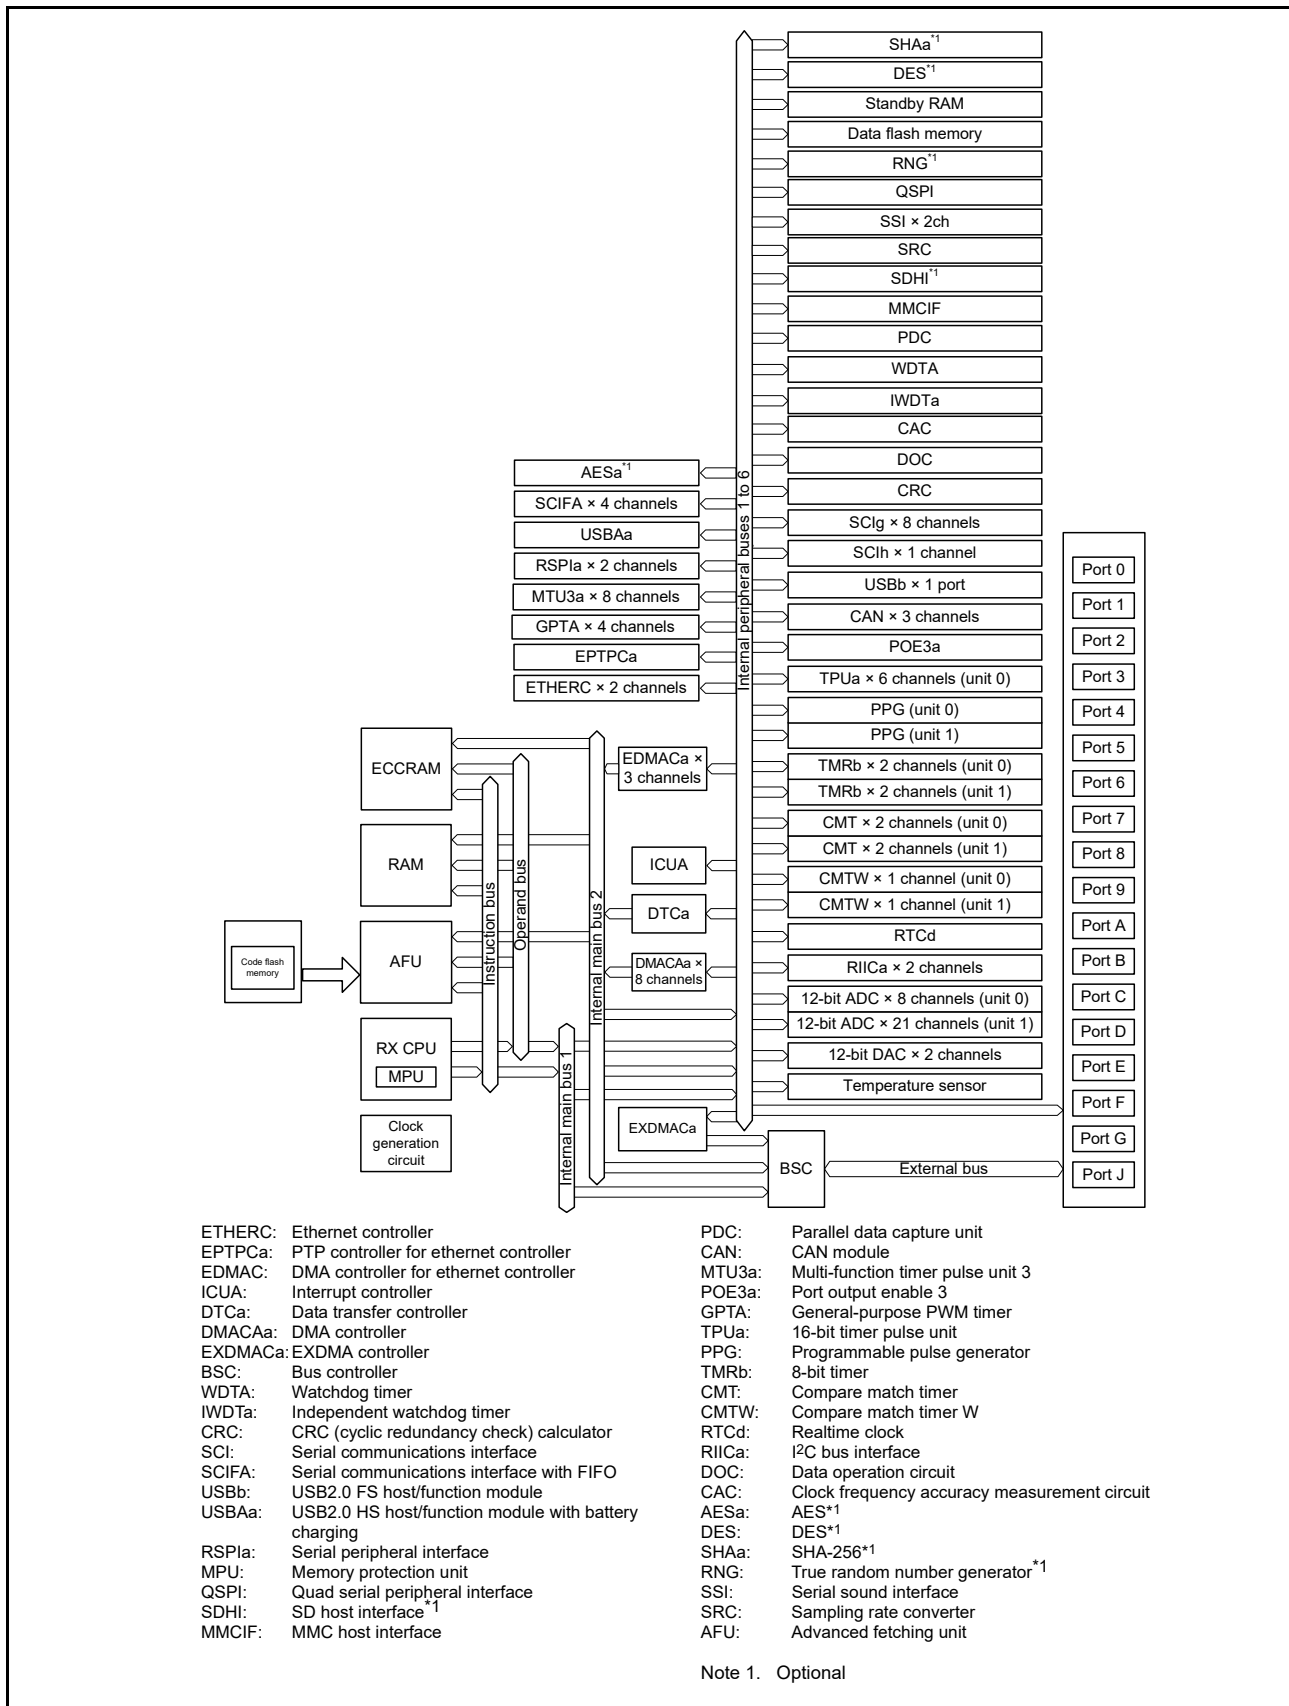 SHAa*1
DES*1
Standby RAM
Data flash memory
RNG*1
QSPI
SSI × 2ch
SRC
SDHI*1
MMCIF
PDC
WDTA
IWDTa
CAC
DOC
CRC
SCIg × 8 channels
SCIh × 1 channel
USBb × 1 port
CAN × 3 channels
POE3a
TPUa × 6 channels (unit 0)
PPG (unit 0)
PPG (unit 1)
TMRb × 2 channels (unit 0)
TMRb × 2 channels (unit 1)
CMT × 2 channels (unit 0)
CMT × 2 channels (unit 1)
CMTW × 1 channel (unit 0)
CMTW × 1 channel (unit 1)
RTCd
RIICa × 2 channels
12-bit ADC × 8 channels (unit 0)
12-bit ADC × 21 channels (unit 1)
12-bit DAC × 2 channels
Temperature sensor
Internal peripheral buses 1 to 6
AESa*1
SCIFA × 4 channels
USBAa
RSPIa × 2 channels
MTU3a × 8 channels
GPTA × 4 channels
EPTPCa
ETHERC × 2 channels
EDMACa ×
3 channels
ICUA
DTCa
DMACAa ×
8 channels
EXDMACa
BSC
External bus
Internal main bus 2
Internal main bus 1
Operand bus
Instruction bus
ECCRAM
RAM
AFU
Code flash
memory
RX CPU
MPU
Clock
generation
circuit
Port 0
Port 1
Port 2
Port 3
Port 4
Port 5
Port 6
Port 7
Port 8
Port 9
Port A
Port B
Port C
Port D
Port E
Port F
Port G
Port J
ETHERC: Ethernet controller
EPTPCa: PTP controller for ethernet controller
EDMAC: DMA controller for ethernet controller
ICUA: Interrupt controller
DTCa: Data transfer controller
DMACAa: DMA controller
EXDMACa: EXDMA controller
BSC: Bus controller
WDTA: Watchdog timer
IWDTa: Independent watchdog timer
CRC: CRC (cyclic redundancy check) calculator
SCI: Serial communications interface
SCIFA: Serial communications interface with FIFO
USBb: USB2.0 FS host/function module
USBAa: USB2.0 HS host/function module with battery
charging
RSPIa: Serial peripheral interface
MPU: Memory protection unit
QSPI: Quad serial peripheral interface
SDHI: SD host interface*1
MMCIF: MMC host interface
PDC: Parallel data capture unit
CAN: CAN module
MTU3a: Multi-function timer pulse unit 3
POE3a: Port output enable 3
GPTA: General-purpose PWM timer
TPUa: 16-bit timer pulse unit
PPG: Programmable pulse generator
TMRb: 8-bit timer
CMT: Compare match timer
CMTW: Compare match timer W
RTCd: Realtime clock
RIICa: I2C bus interface
DOC: Data operation circuit
CAC: Clock frequency accuracy measurement circuit
AESa: AES*1
DES: DES*1
SHAa: SHA-256*1
RNG: True random number generator*1
SSI: Serial sound interface
SRC: Sampling rate converter
AFU: Advanced fetching unit
Note 1. Optional